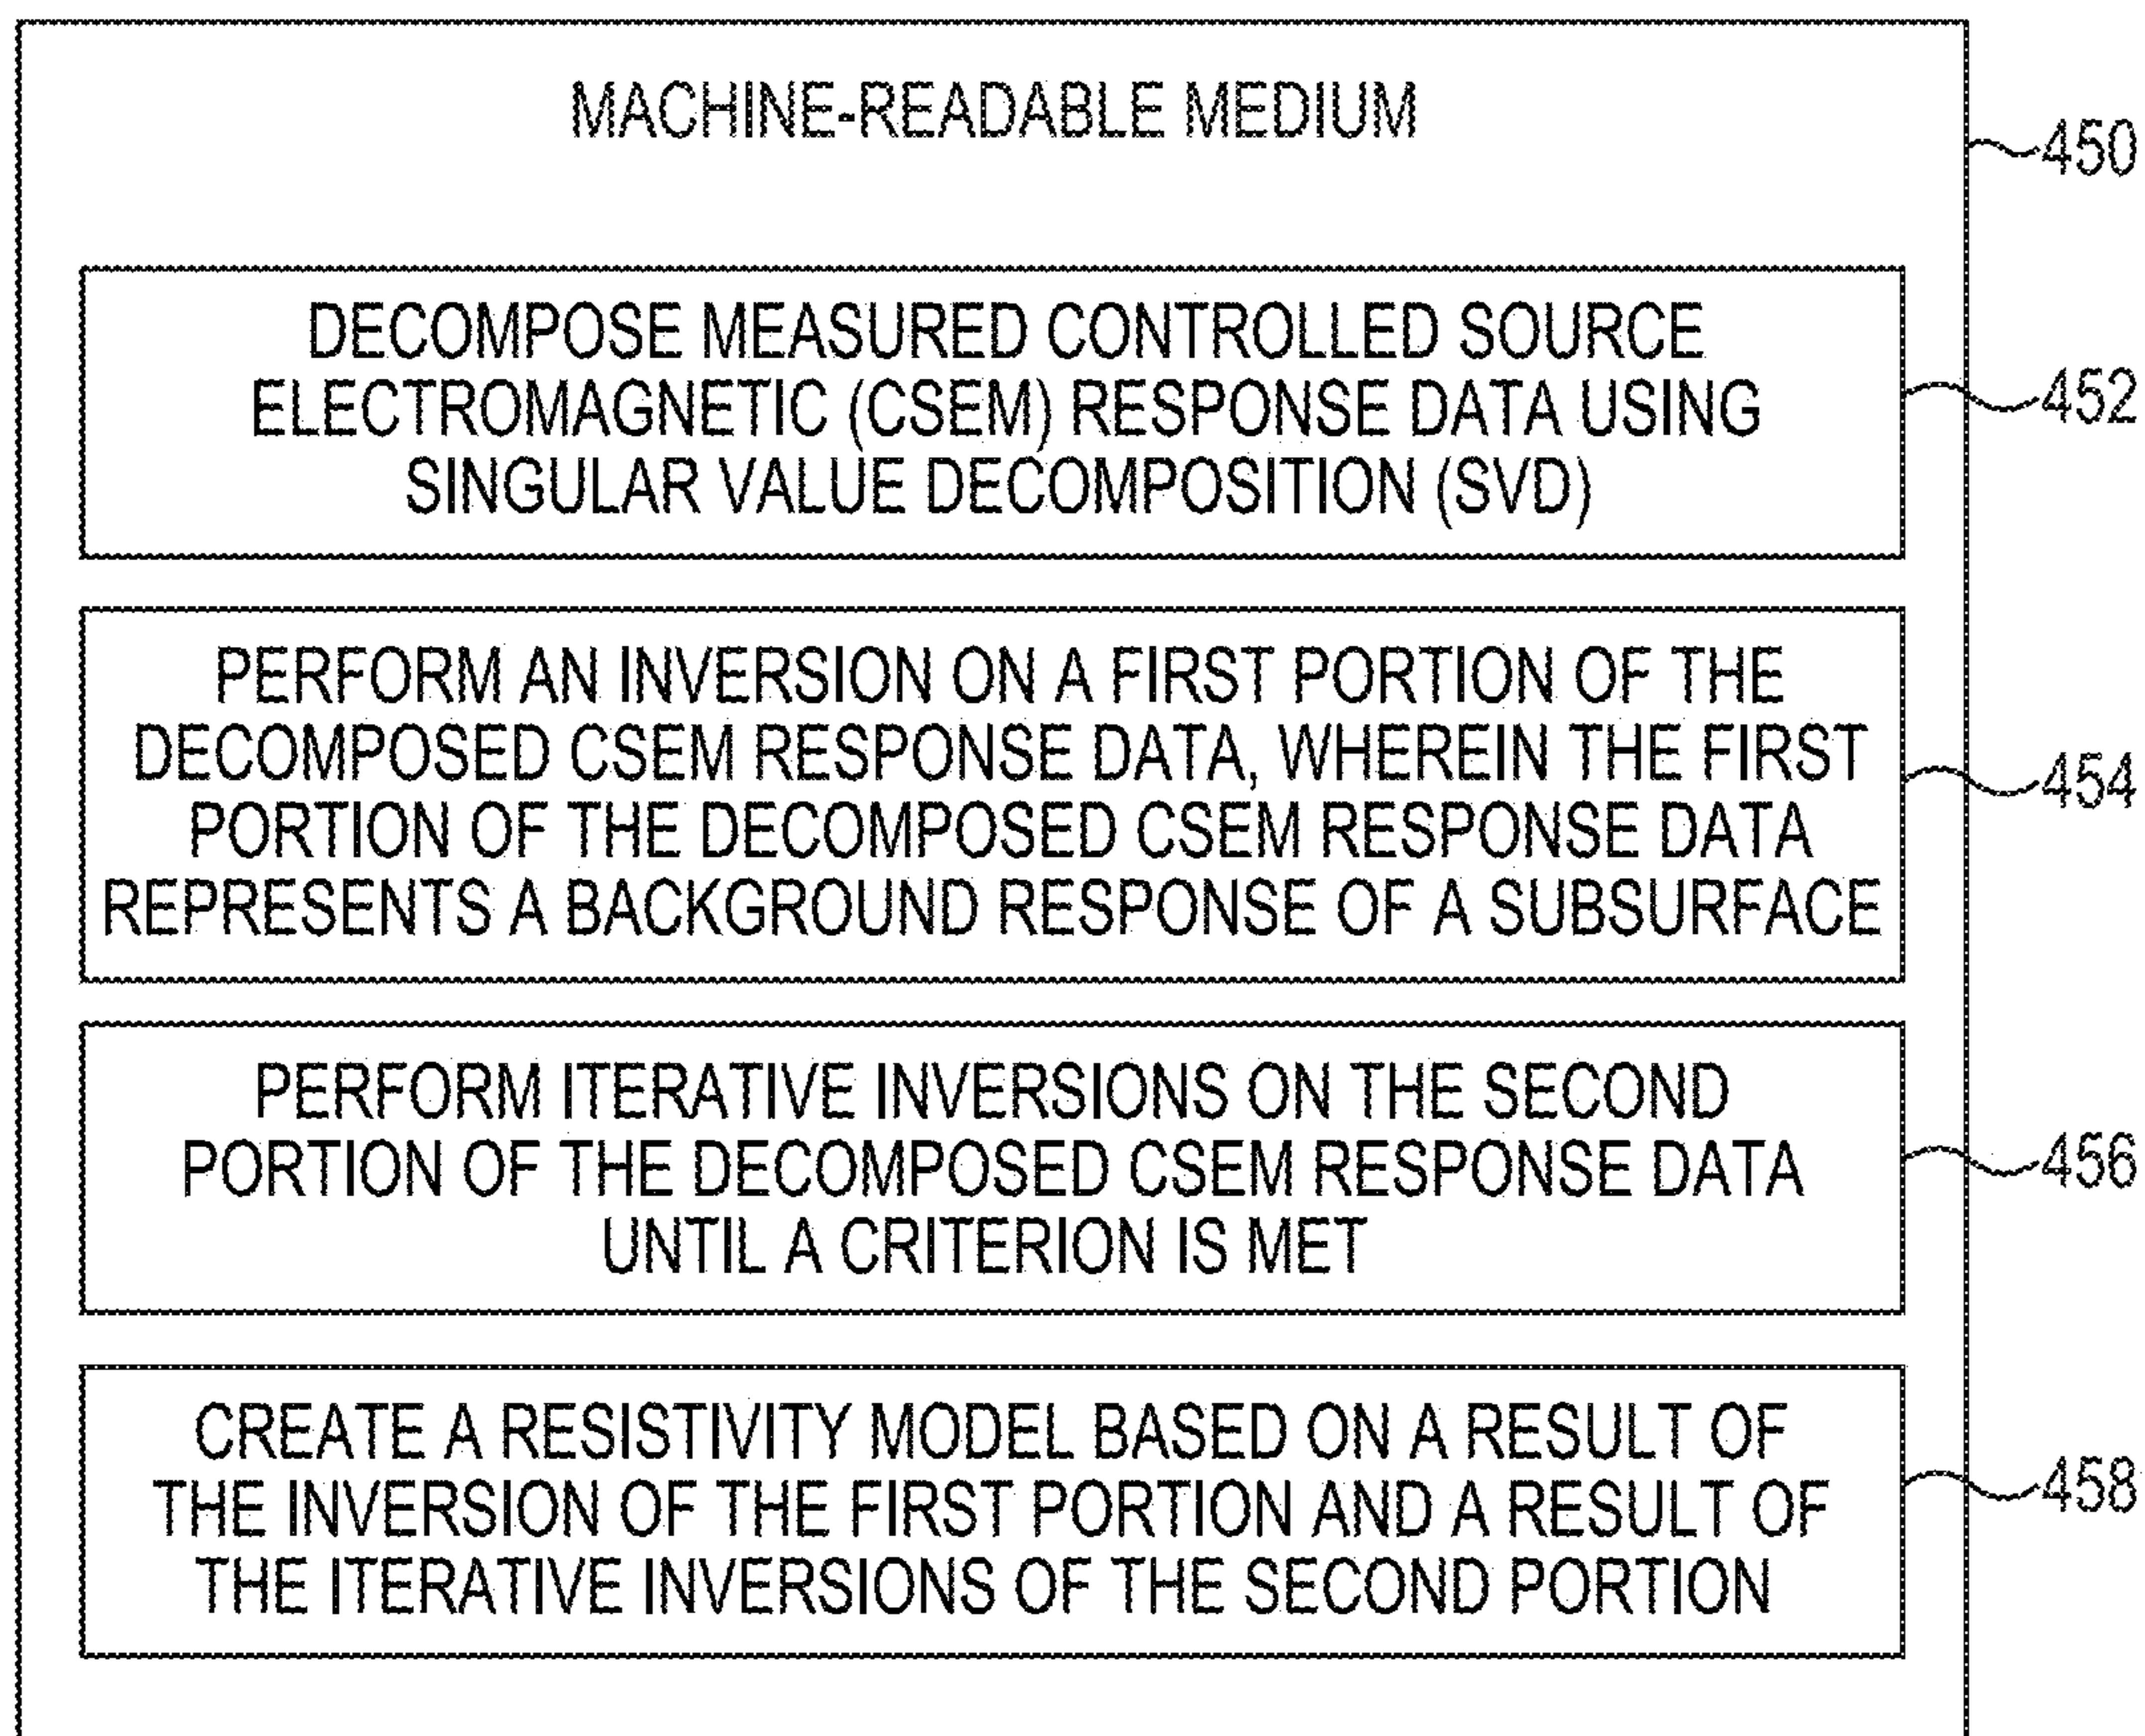 MACHINE-READABLE MEDIUM
450
DECOMPOSE MEASURED CONTROLLED SOURCE
ELECTROMAGNETIC (CSEM) RESPONSE DATA USING
SINGULAR VALUE DECOMPOSITION (SVD)
452
PERFORM AN INVERSION ON A FIRST PORTION OF THE
DECOMPOSED CSEM RESPONSE DATA, WHEREIN THE FIRST
PORTION OF THE DECOMPOSED CSEM RESPONSE DATA
REPRESENTS A BACKGROUND RESPONSE OF A SUBSURFACE
454
PERFORM ITERATIVE INVERSIONS ON THE SECOND
PORTION OF THE DECOMPOSED CSEM RESPONSE DATA
UNTIL A CRITERION IS MET
456
CREATE A RESISTIVITY MODEL BASED ON A RESULT OF
THE INVERSION OF THE FIRST PORTION AND A RESULT OF
THE ITERATIVE INVERSIONS OF THE SECOND PORTION
458